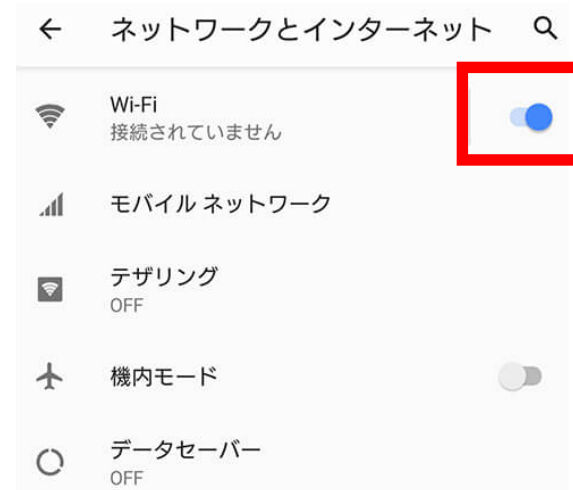 ネットワークとインターネット
Wi-Fi
接続されていません
モバイル ネットワーク
テザリング
OFF
機内モード
データセーバー
OFF